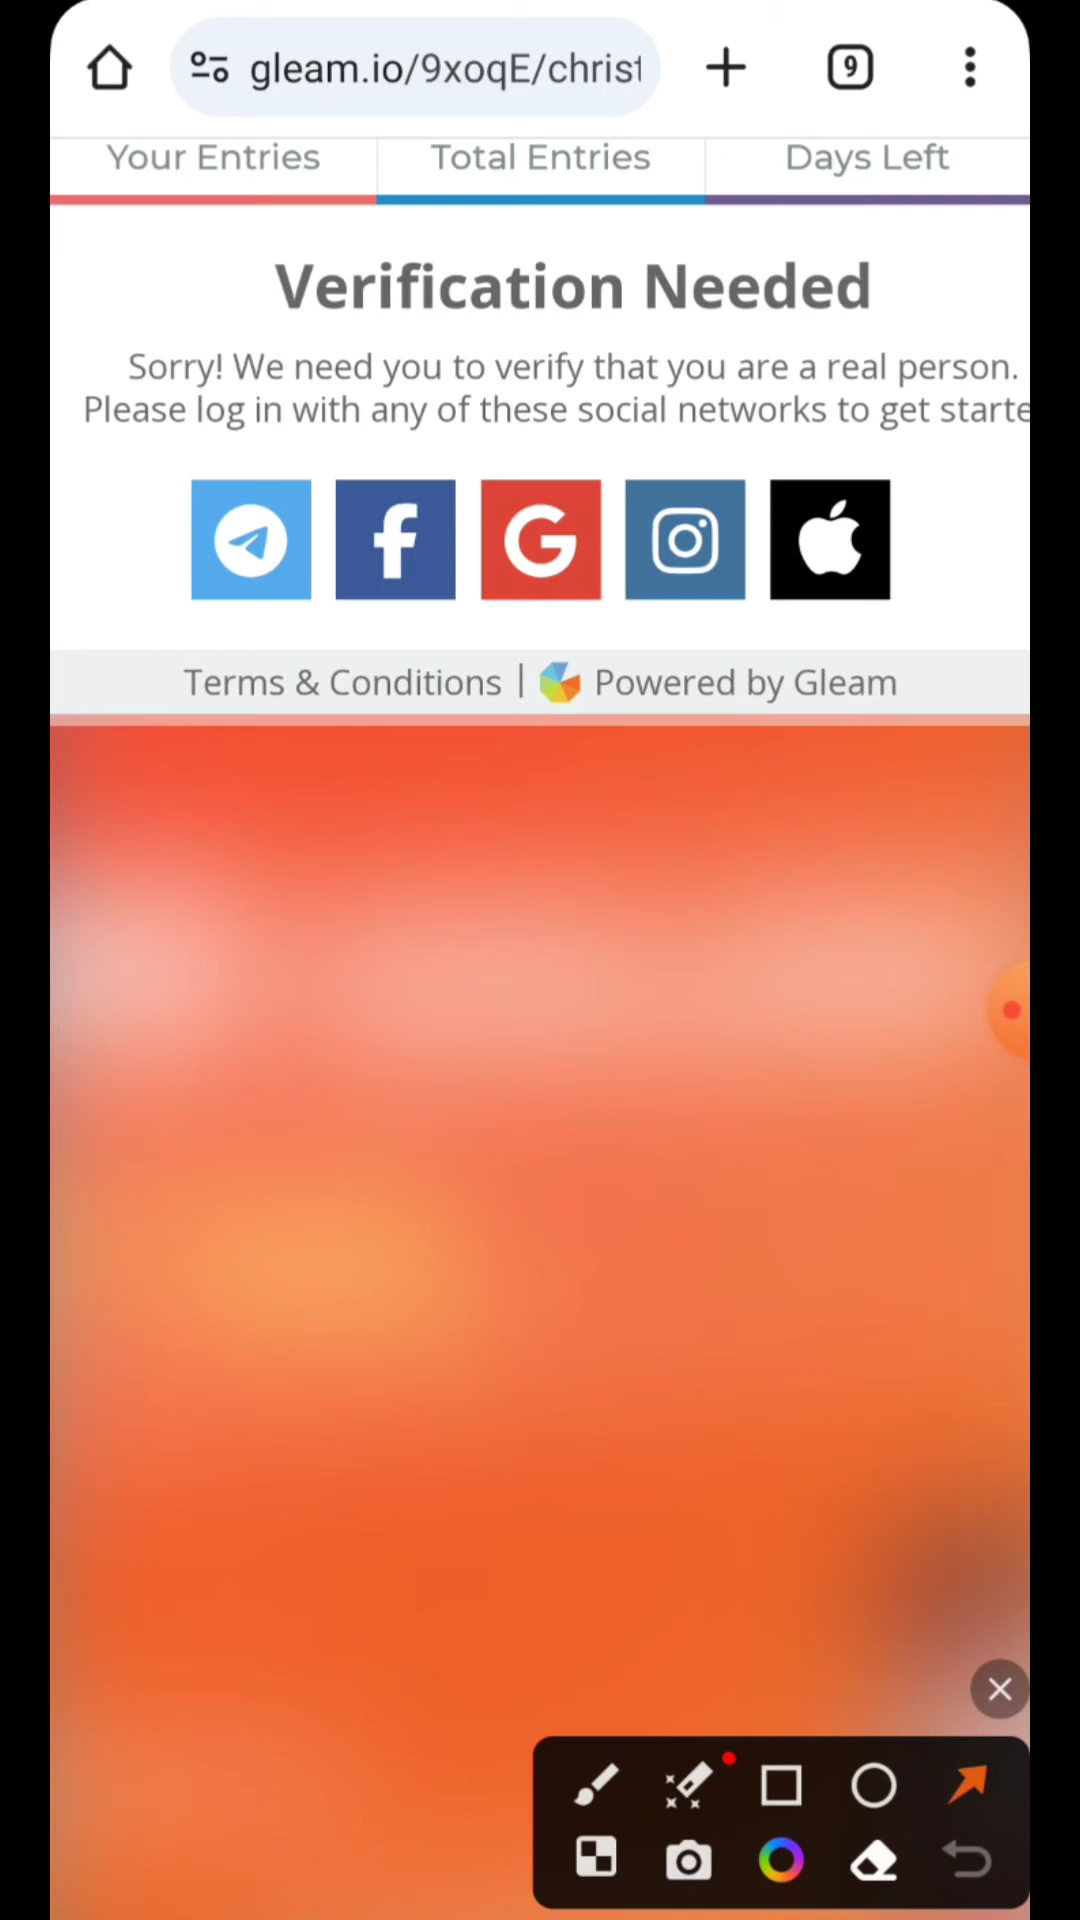 gleam.io/9xoqE/christ
9
Your Entries
Total Entries
Days Left
Verification Needed
Sorry! We need you to verify that you are a real person.
Please log in with any of these social networks to get starte
Terms & Conditions | Powered by Gleam